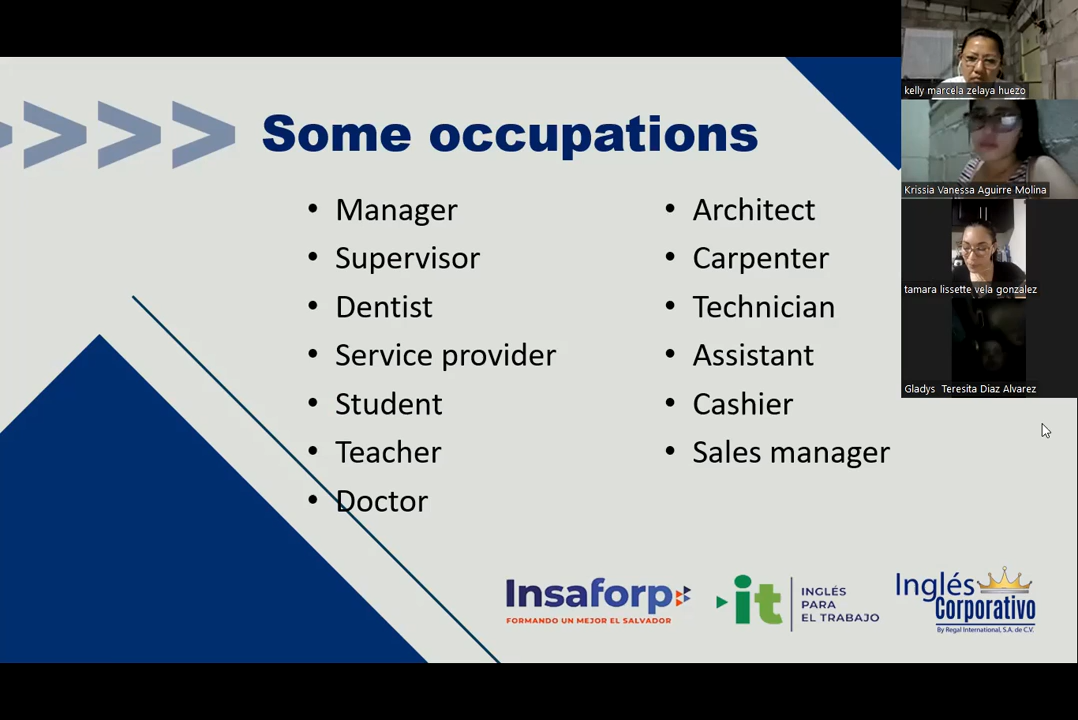 Some occupations
• Manager
• Supervisor
• Dentist
• Service provider
• Student
• Teacher
• Doctor
• Architect
• Carpenter
• Technician
• Assistant
• Cashier
• Sales manager
Insaforp
FORMANDO UN MEJOR EL SALVADOR
it
INGLÉS
PARA
EL TRABAJO
Inglés
Corporativo
By Regal International, S.A. de C.V.
kelly marcela zelaya huezo
Krissia Vanessa Aguirre Molina
tamara lissette vela gonzalez
Gladys Teresita Diaz Alvarez